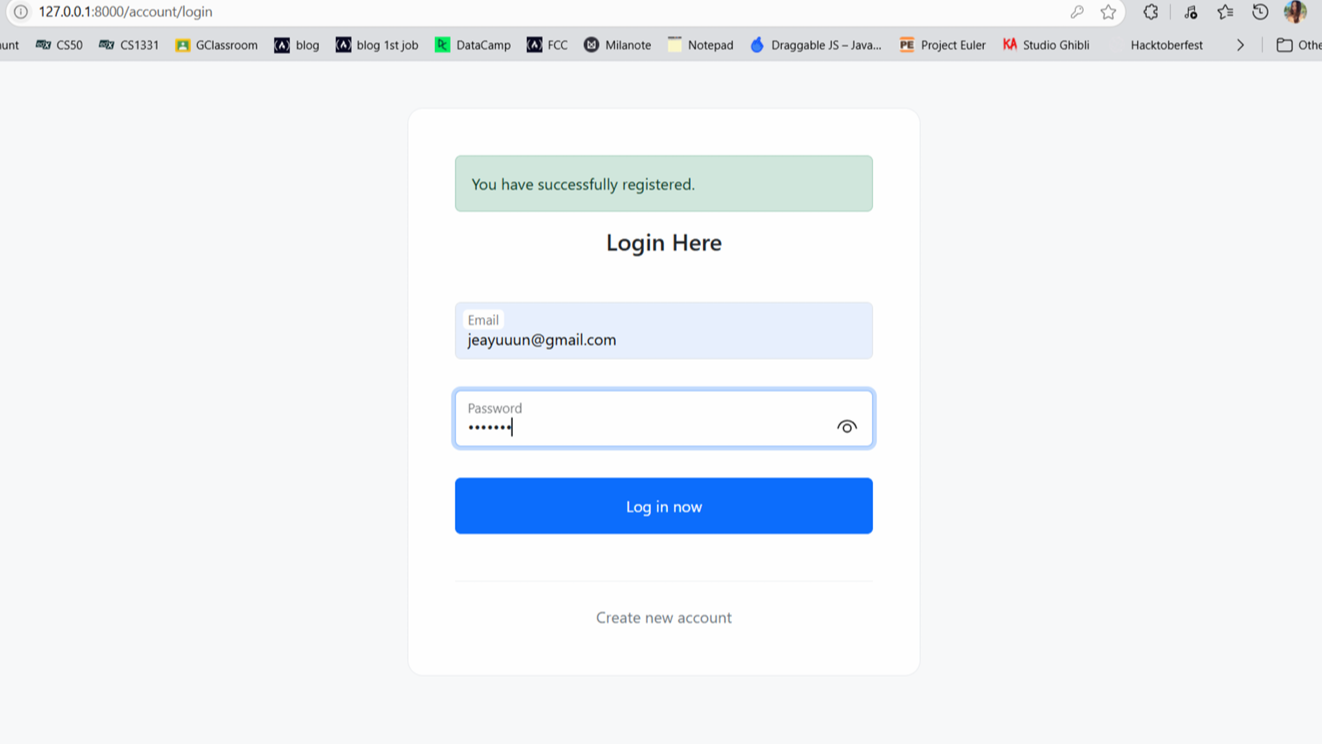 127.0.0.1:8000/account/login
unt CS50 CS1331 GClassroom blog blog 1st job DataCamp FCC Milanote Notepad Draggable JS – Java... PE Project Euler KA Studio Ghibli Hacktoberfest Othe
You have successfully registered.
Login Here
Email
jeayuuun@gmail.com
Password
•••••••
Log in now
Create new account